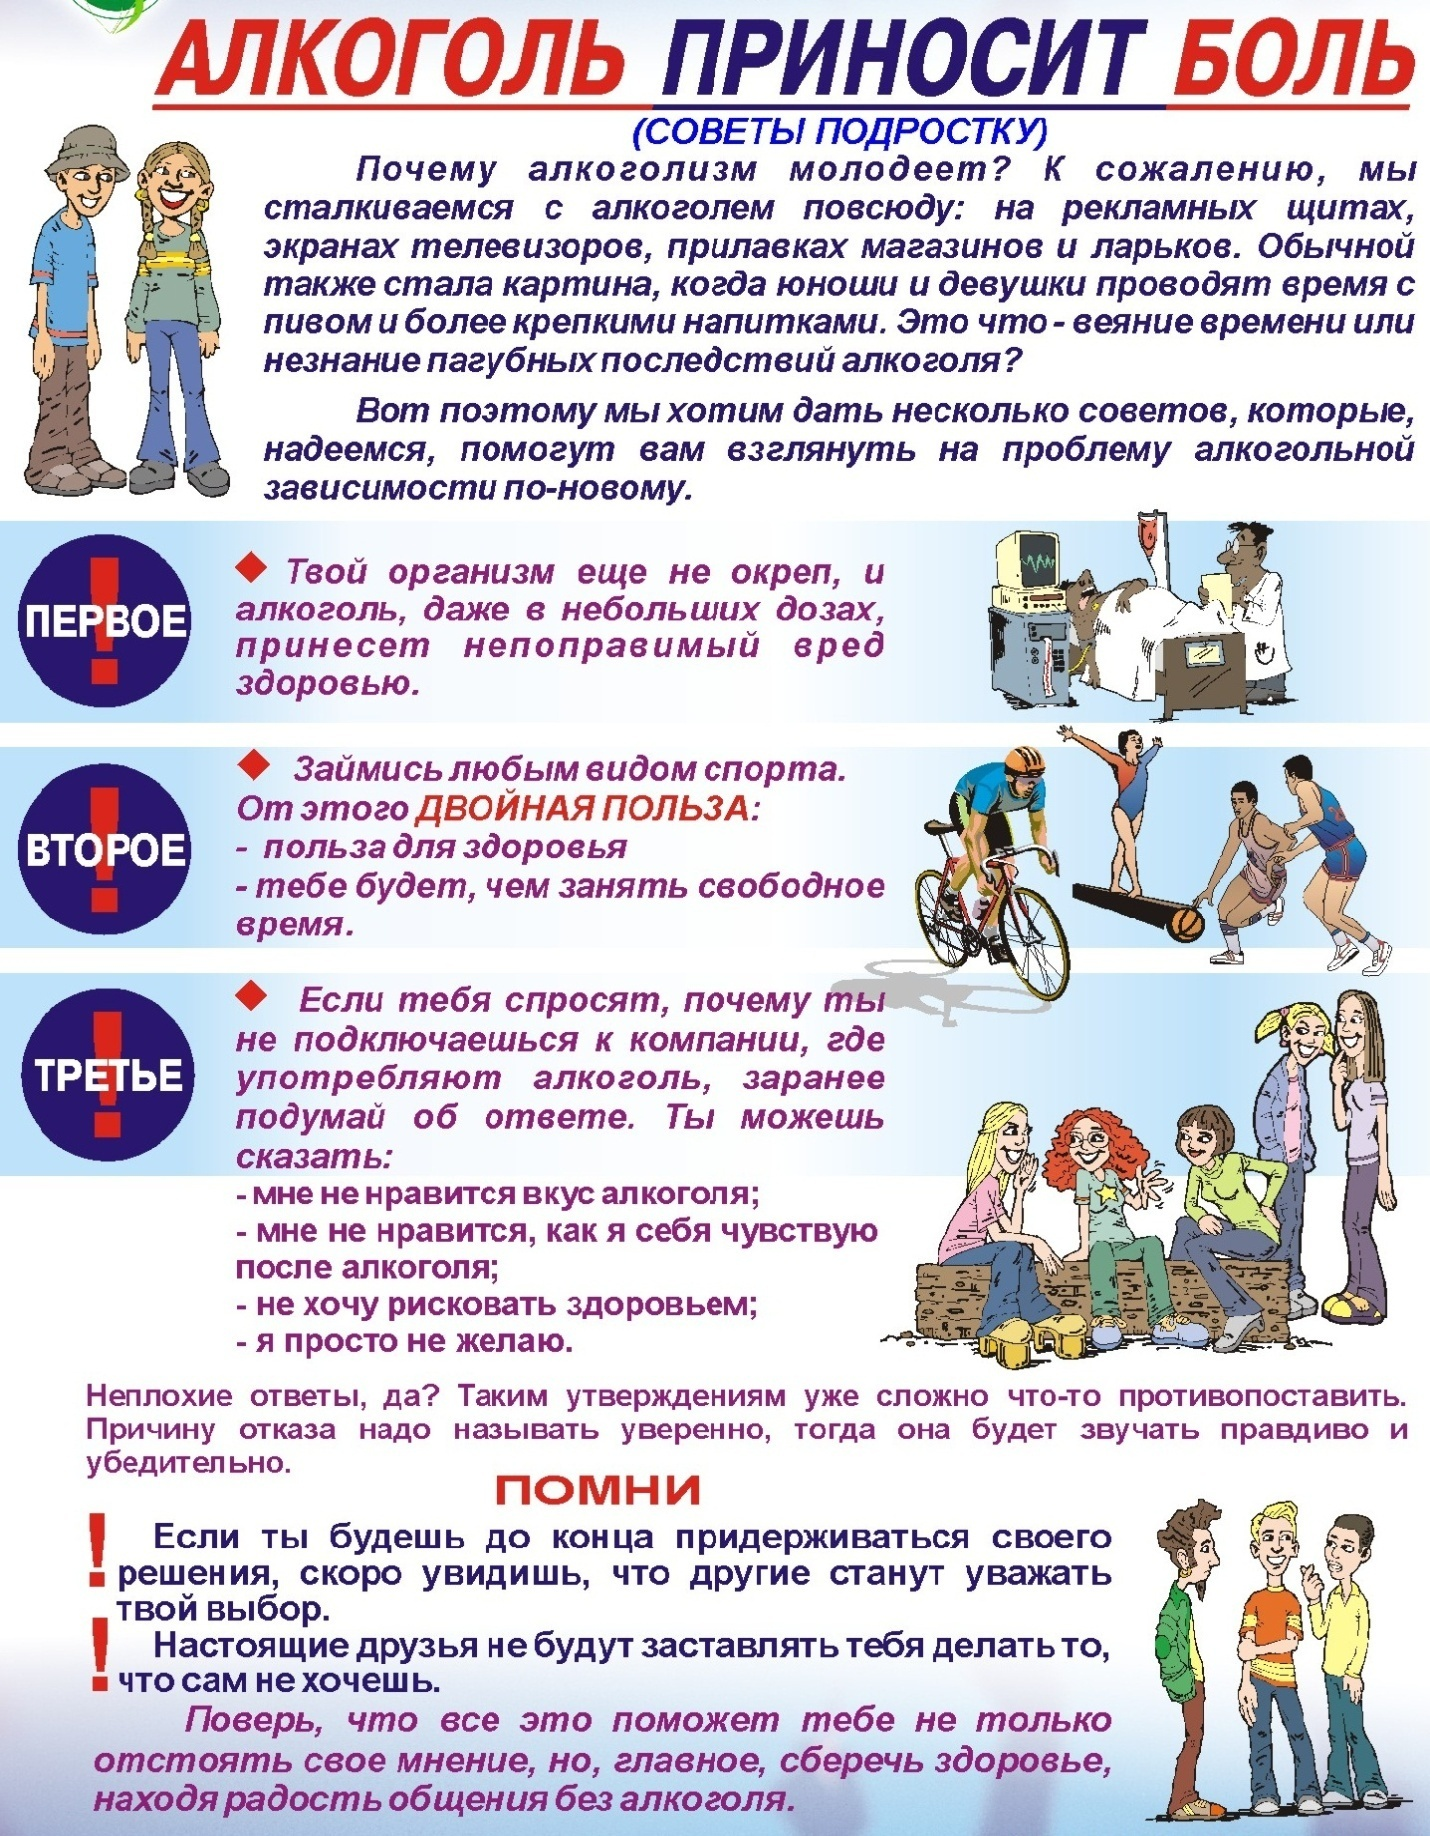 АЛКОГОЛЬ ПРИНОСИТ БОЛЬ
(СОВЕТЫ ПОДРОСТКУ)
Почему алкоголизм молодеет? К сожалению, мы
сталкиваемся с алкоголем повсюду: на рекламных щитах,
экранах телевизоров, прилавках магазинов и ларьков. Обычной
также стала картина, когда юноши и девушки проводят время с
пивом и более крепкими напитками. Это что - веяние времени или
незнание пагубных последствий алкоголя?
Вот поэтому мы хотим дать несколько советов, которые,
надеемся, помогут вам взглянуть на проблему алкогольной
зависимости по-новому.
ПЕРВОЕ
Твой организм еще не окреп, и
алкоголь, даже в небольших дозах,
принесет непоправимый вред
здоровью.
ВТОРОЕ
Займись любым видом спорта.
От этого ДВОЙНАЯ ПОЛЬЗА:
- польза для здоровья
- тебе будет, чем занять свободное
время.
ТРЕТЬЕ
Если тебя спросят, почему ты
не подключаешься к компании, где
употребляют алкоголь, заранее
подумай об ответе. Ты можешь
сказать:
- мне не нравится вкус алкоголя;
- мне не нравится, как я себя чувствую
после алкоголя;
- не хочу рисковать здоровьем;
- я просто не желаю.
Неплохие ответы, да? Таким утверждениям уже сложно что-то противопоставить.
Причину отказа надо называть уверенно, тогда она будет звучать правдиво и
убедительно.
ПОМНИ
! Если ты будешь до конца придерживаться своего
решения, скоро увидишь, что другие станут уважать
твой выбор.
! Настоящие друзья не будут заставлять тебя делать то,
что сам не хочешь.
Поверь, что все это поможет тебе не только
отстоять свое мнение, но, главное, сберечь здоровье,
находя радость общения без алкоголя.